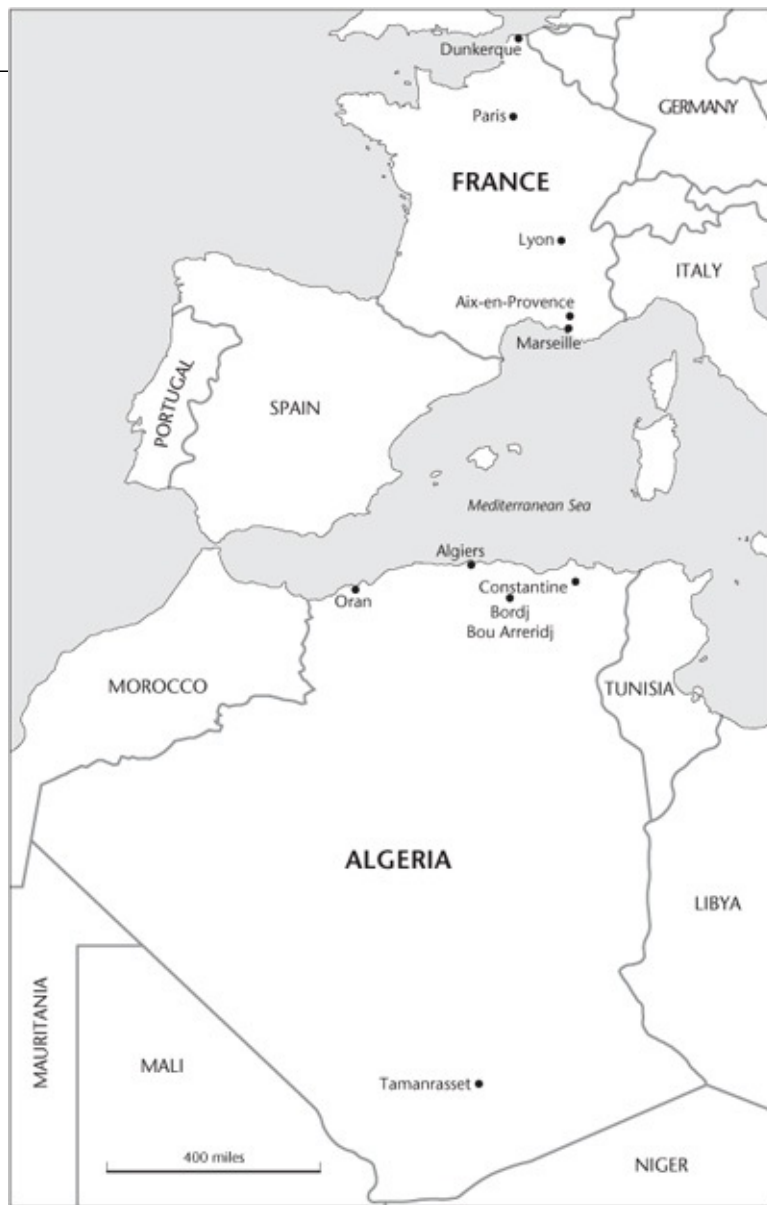 Dunkerque
GERMANY
Paris
FRANCE
Lyon
ITALY
Aix-en-Provence
Marseille
PORTUGAL
SPAIN
Mediterranean Sea
Algiers
Constantine
Oran
Bordj
Bou Arreridj
MOROCCO
TUNISIA
ALGERIA
LIBYA
MAURITANIA
MALI
Tamanrasset
400 miles
NIGER